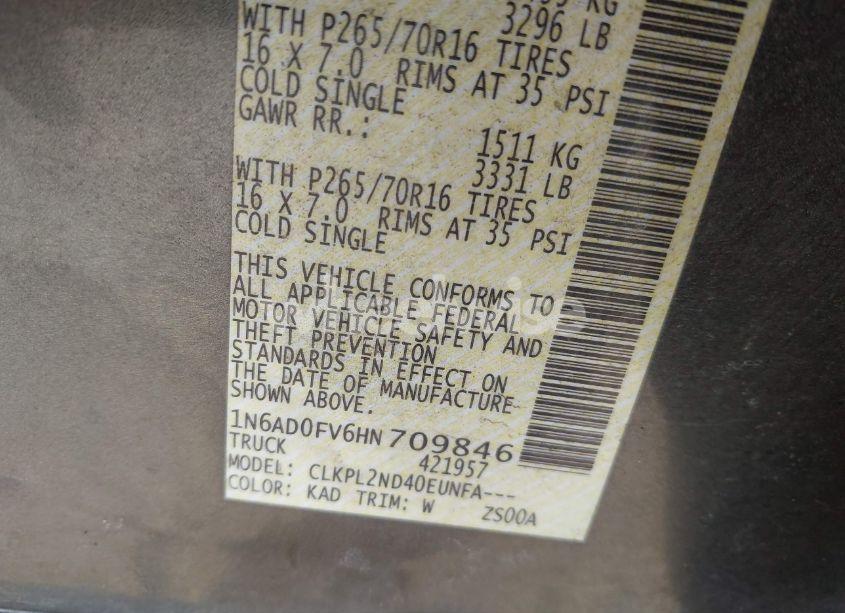 KG
3296 LB
WITH P265/70R16 TIRES
16 X 7.0 RIMS AT 35 PSI
COLD SINGLE
GAWR RR.:
1511 KG
3331 LB
WITH P265/70R16 TIRES
16 X 7.0 RIMS AT 35 PSI
COLD SINGLE
THIS VEHICLE CONFORMS TO
ALL APPLICABLE FEDERAL
MOTOR VEHICLE SAFETY AND
THEFT PREVENTION
STANDARDS IN EFFECT ON
THE DATE OF MANUFACTURE
SHOWN ABOVE.
1N6AD0FV6HN 709846
TRUCK 421957
MODEL: CLKPL2ND40EUNFA---
COLOR: KAD TRIM: W ZS00A